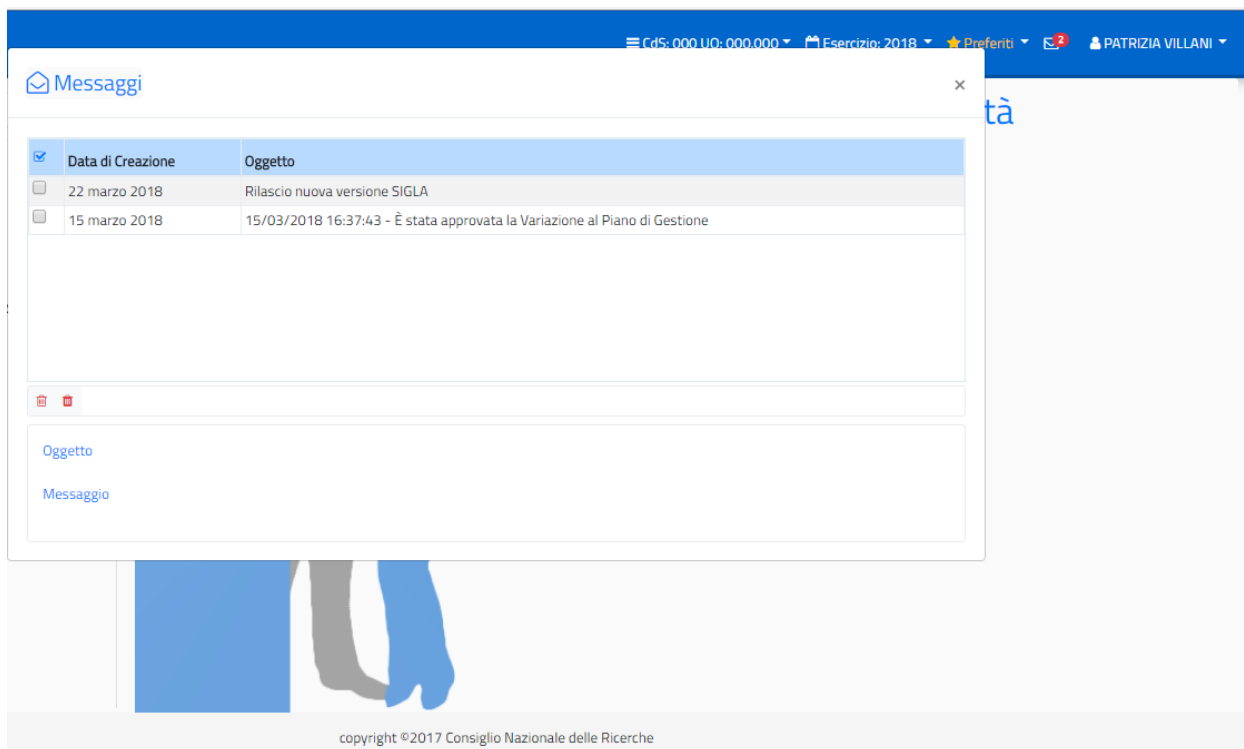 CdS: 000 UO: 000.000 Esercizio: 2018 Preferiti 2 PATRIZIA VILLANI
Messaggi ×
tà
Data di Creazione Oggetto
22 marzo 2018 Rilascio nuova versione SIGLA
15 marzo 2018 15/03/2018 16:37:43 - È stata approvata la Variazione al Piano di Gestione
Oggetto
Messaggio
copyright ©2017 Consiglio Nazionale delle Ricerche